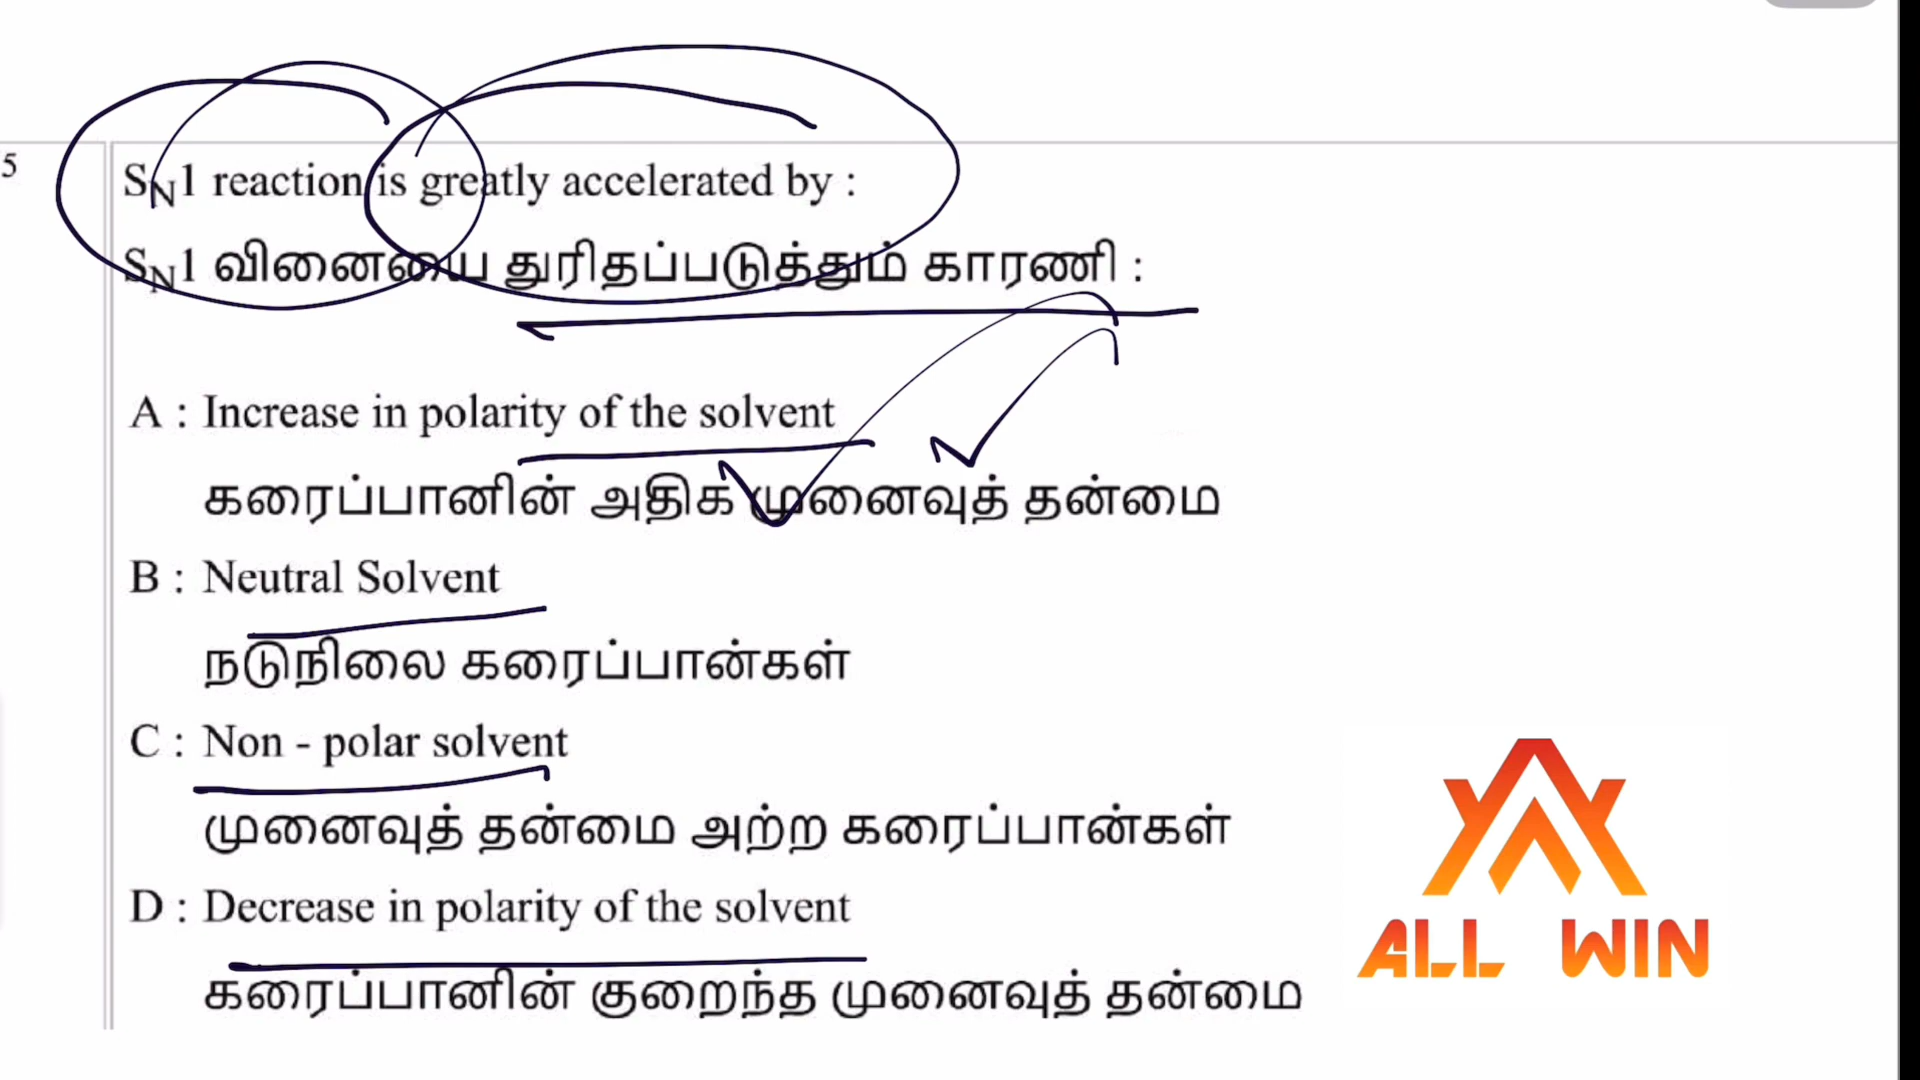 5
SN1 reaction is greatly accelerated by :
SN1 வினையை துரிதப்படுத்தும் காரணி :
A : Increase in polarity of the solvent
கரைப்பானின் அதிக முனைவுத் தன்மை
B : Neutral Solvent
நடுநிலை கரைப்பான்கள்
C : Non - polar solvent
முனைவுத் தன்மை அற்ற கரைப்பான்கள்
D : Decrease in polarity of the solvent
கரைப்பானின் குறைந்த முனைவுத் தன்மை
ALL WIN